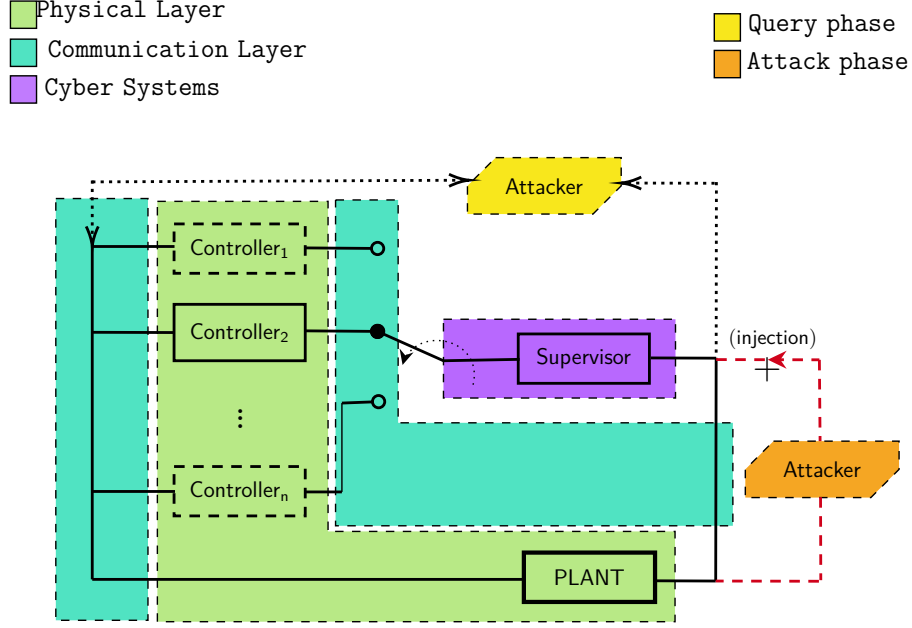 Physical Layer
Communication Layer
Cyber Systems
Query phase
Attack phase
Attacker
Controller₁
Controller₂
(injection)
Supervisor
⋮
Controllerₙ
Attacker
PLANT